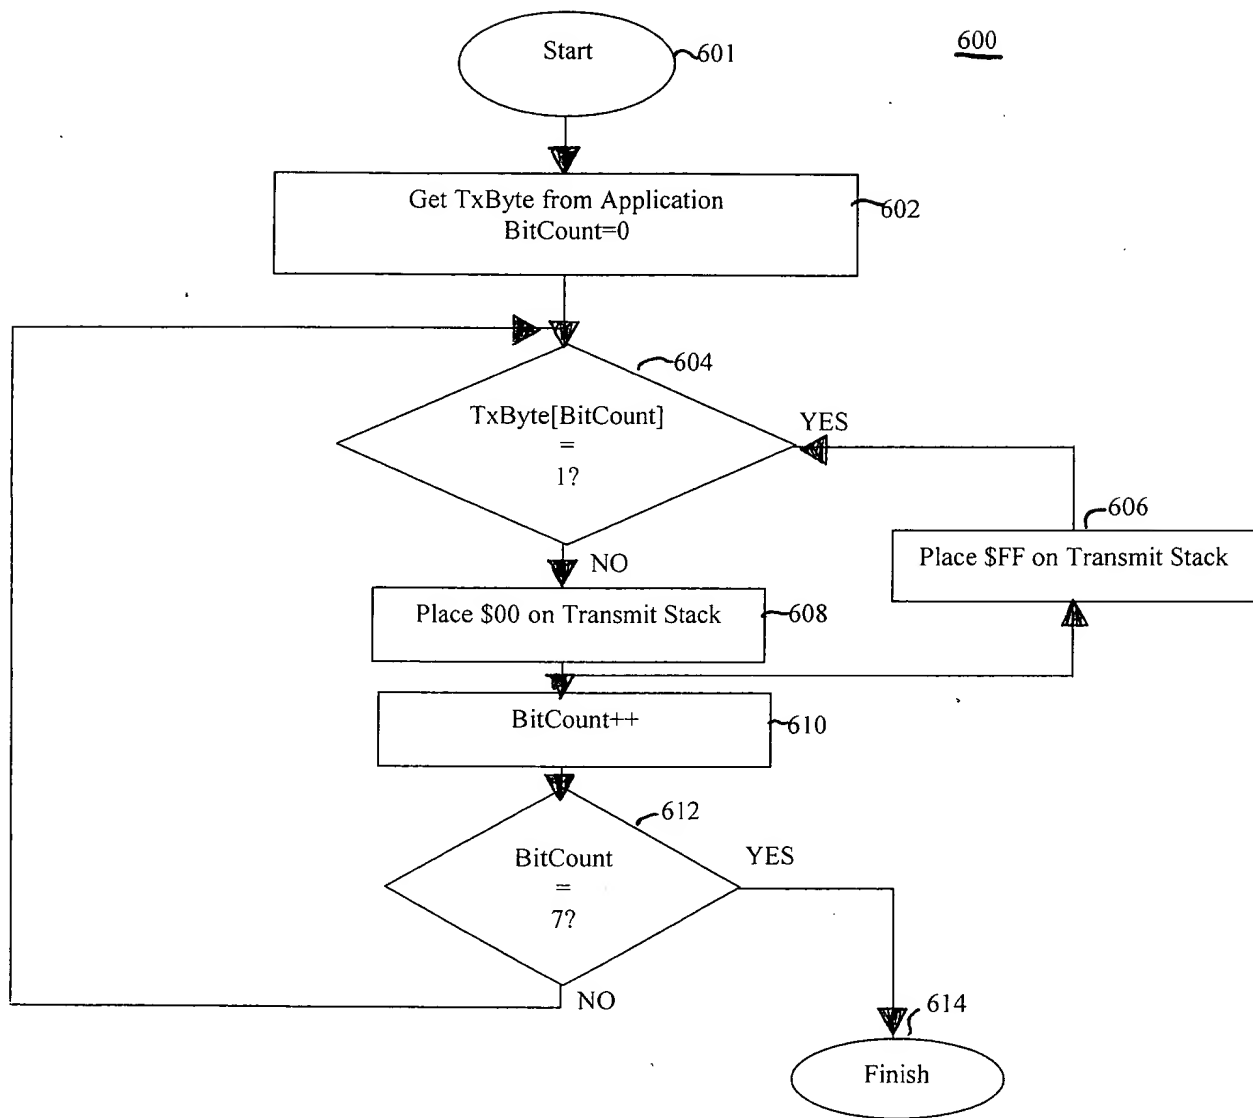 Start
601
600
Get TxByte from Application
BitCount=0
602
604
TxByte[BitCount]
=
1?
YES
606
Place $FF on Transmit Stack
NO
Place $00 on Transmit Stack
608
BitCount++
610
612
BitCount
=
7?
YES
NO
614
Finish